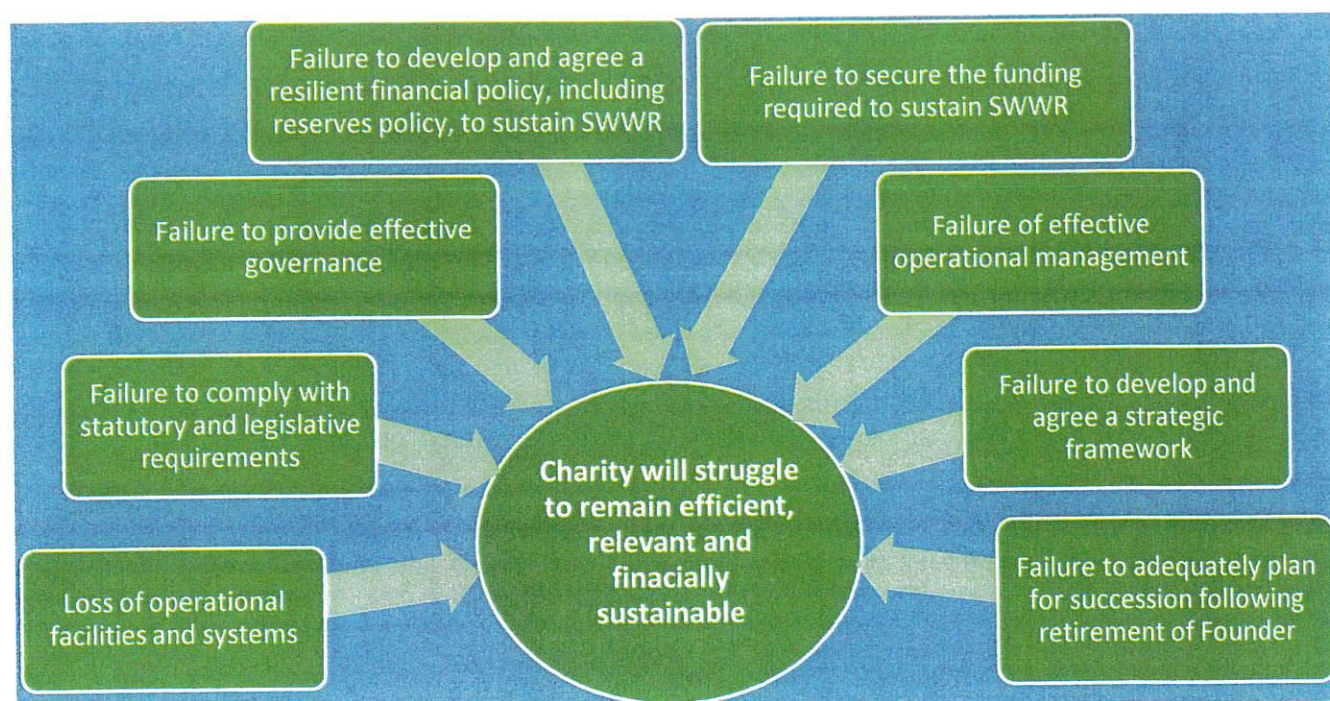 Failure to develop and agree a
resilient financial policy, including
reserves policy, to sustain SWWR
Failure to secure the funding
required to sustain SWWR
Failure to provide effective
governance
Failure of effective
operational management
Failure to comply with
statutory and legislative
requirements
Failure to develop and
agree a strategic
framework
Charity will struggle
to remain efficient,
relevant and
finacially
sustainable
Loss of operational
facilities and systems
Failure to adequately plan
for succession following
retirement of Founder